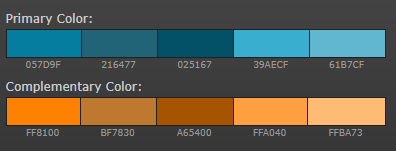 Primary Color:
057D9F 216477 025167 39AECF 61B7CF
Complementary Color:
FF8100 BF7830 A65400 FFA040 FFBA73